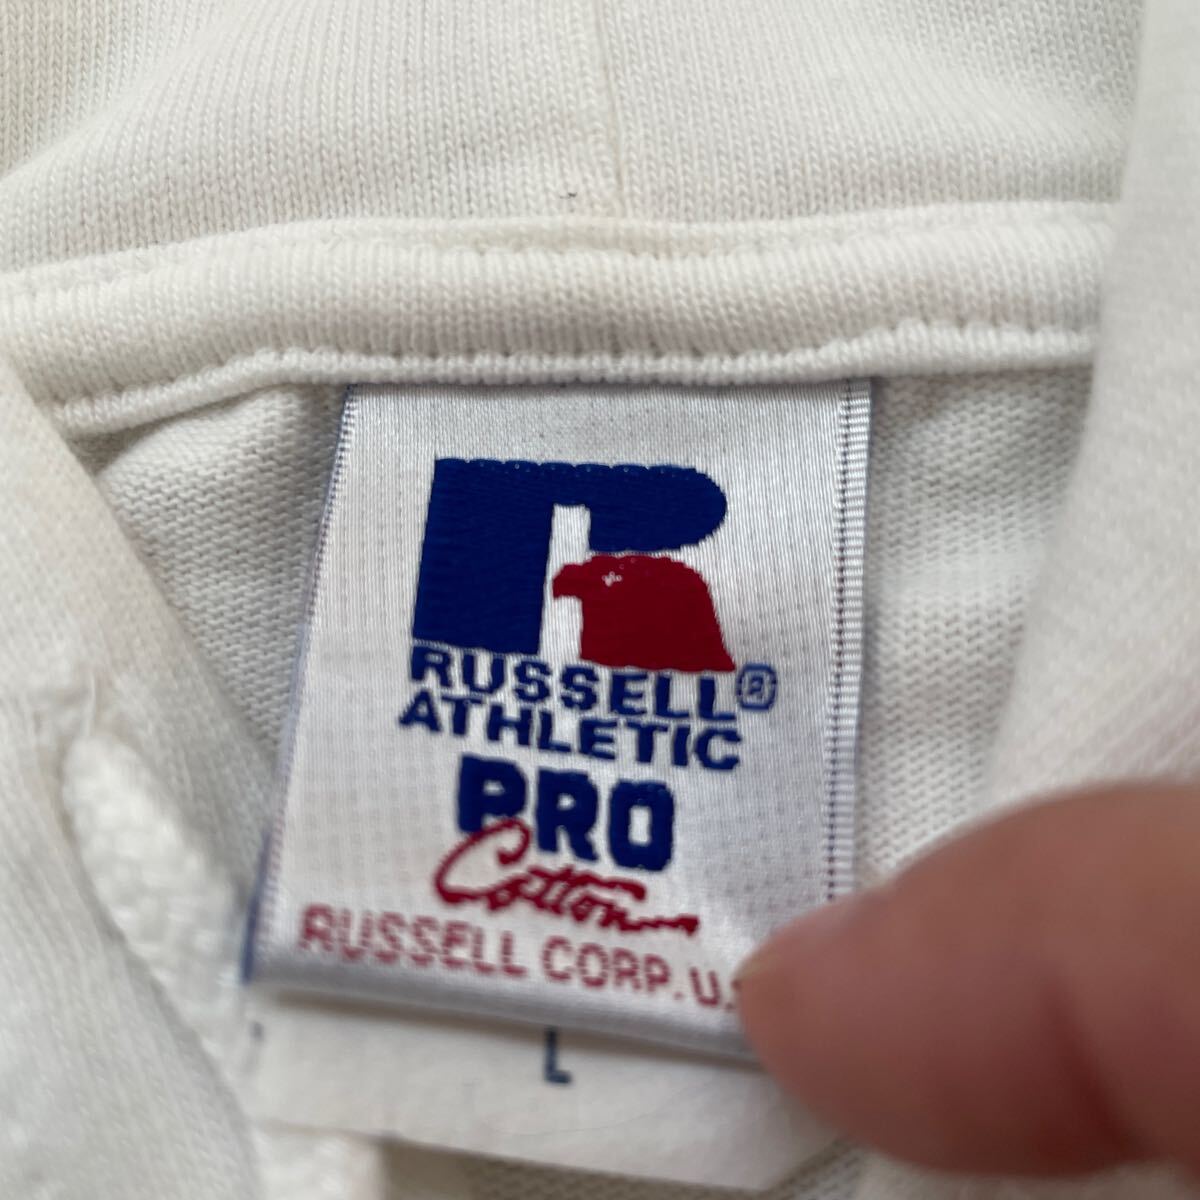 R
RUSSELL®
ATHLETIC
PRO
Cotton
RUSSELL CORP. U.
L